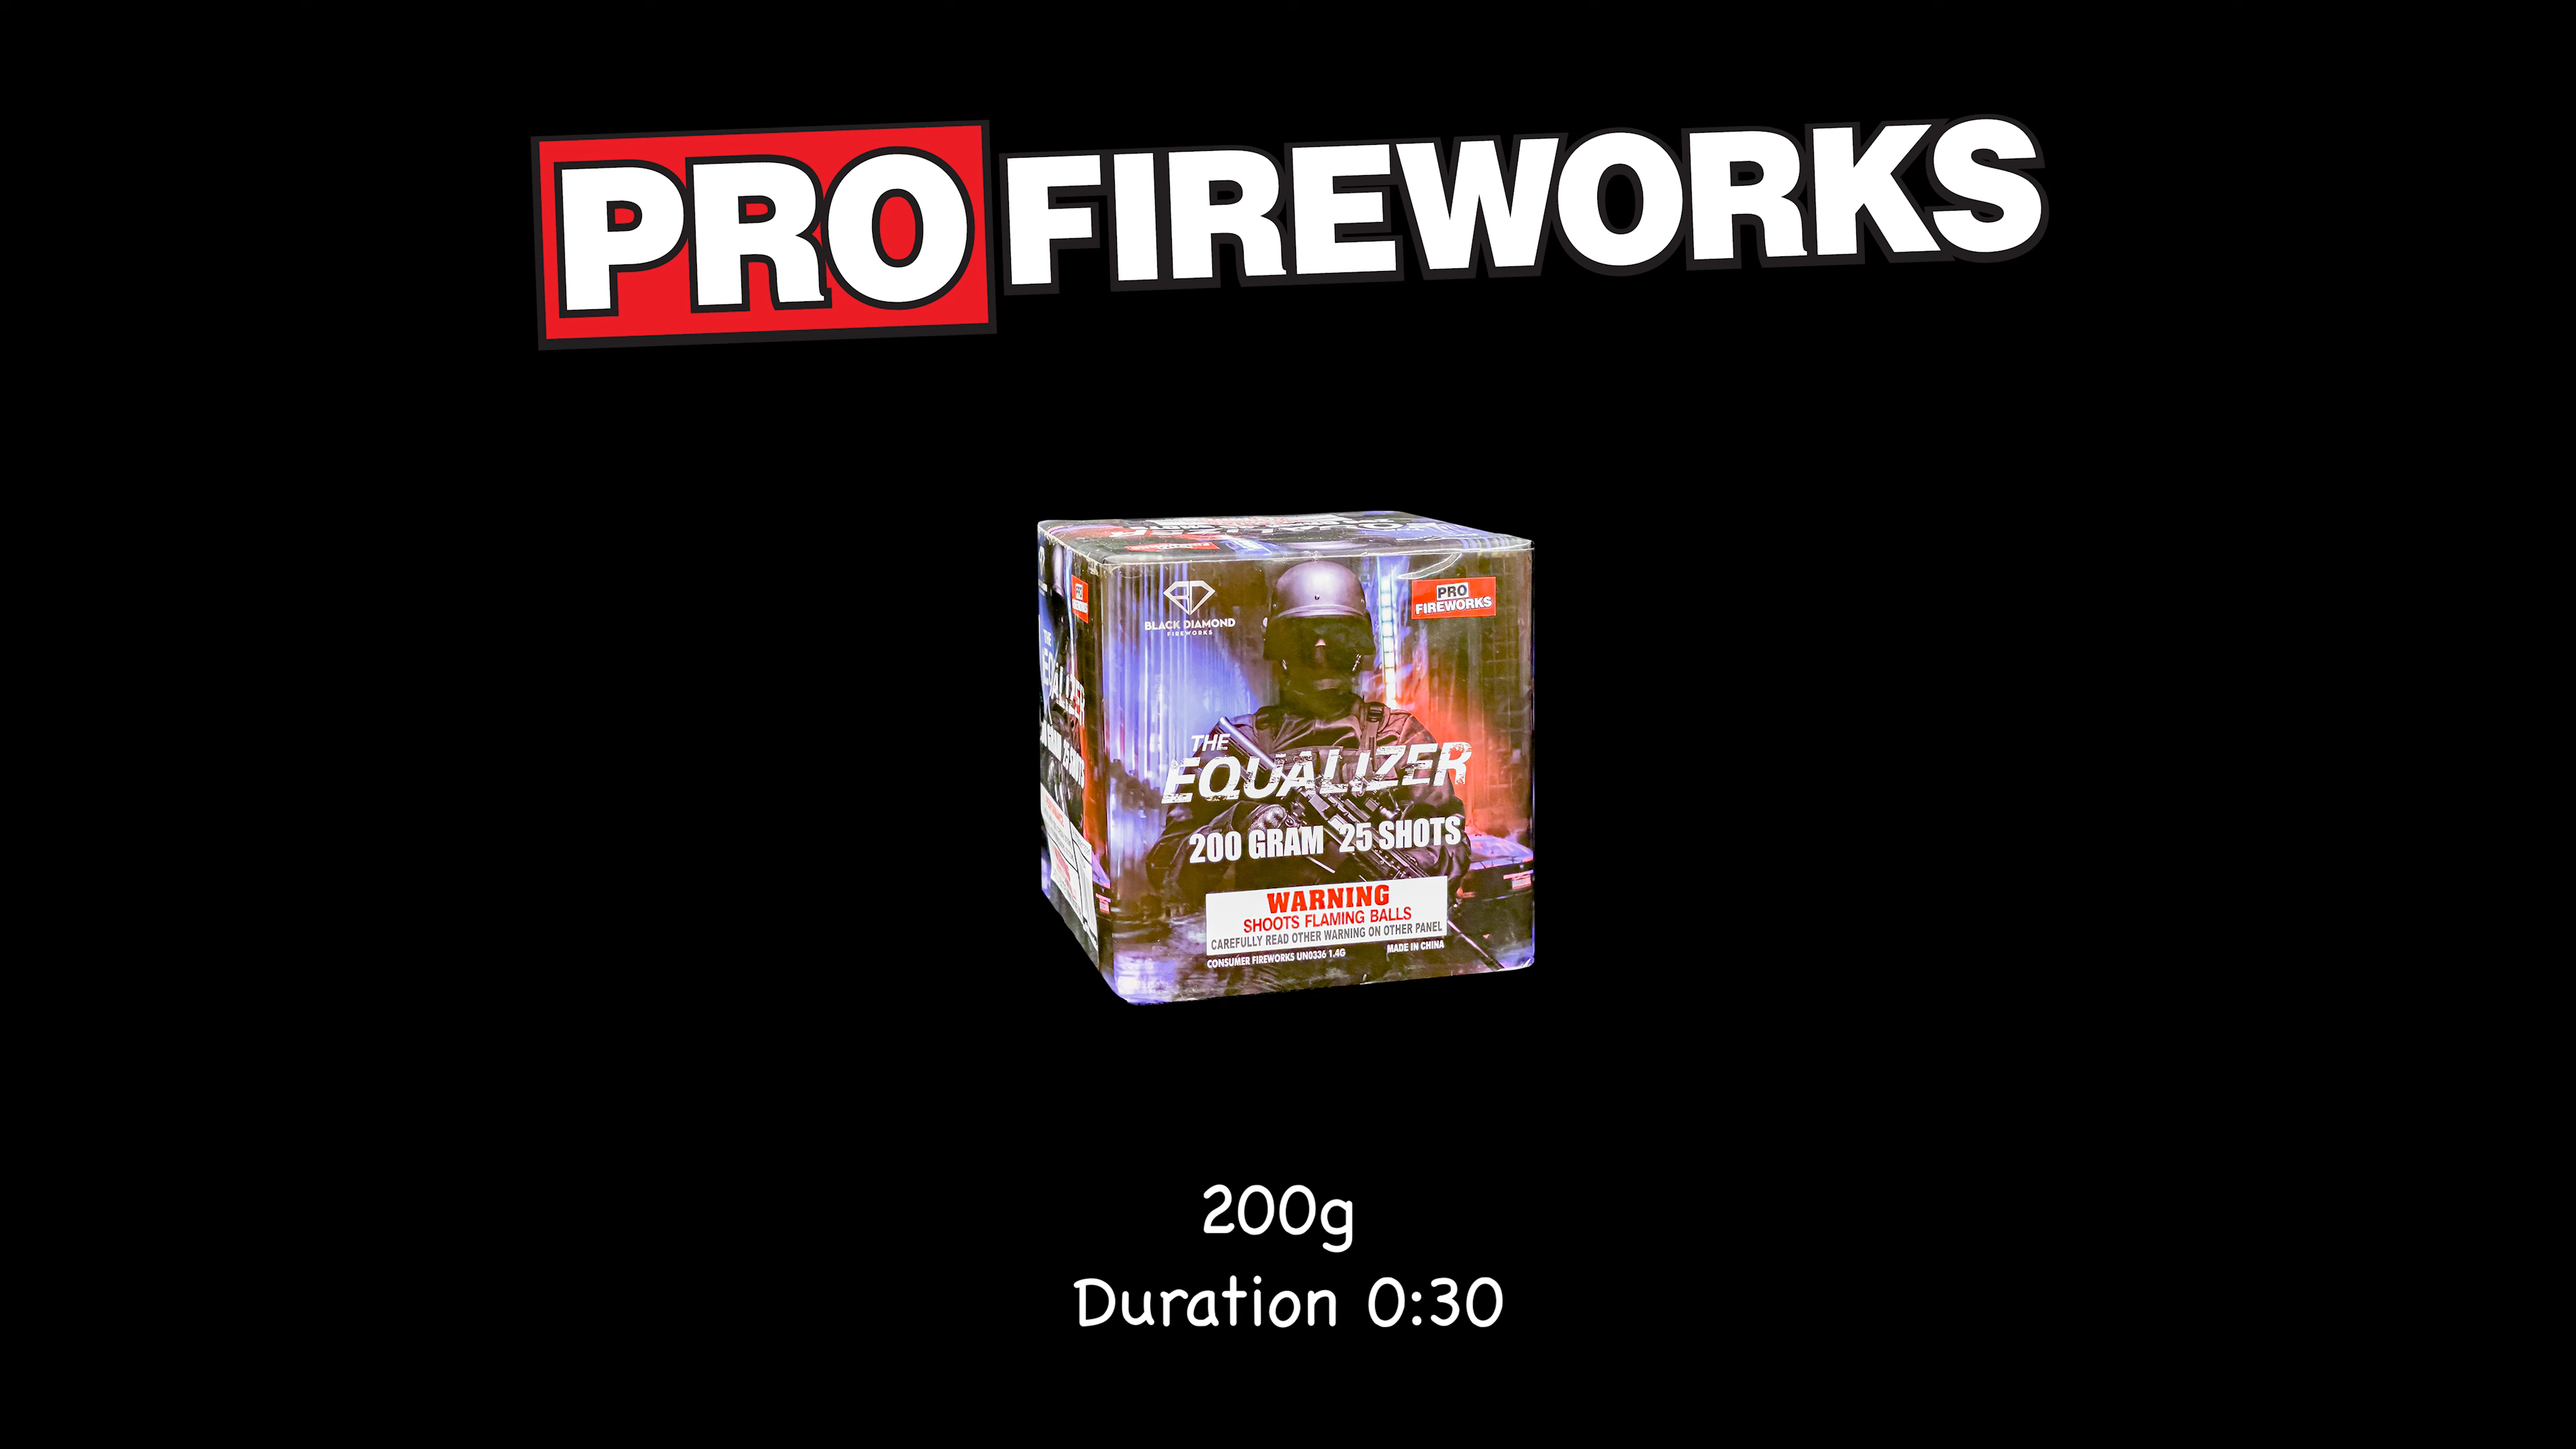 PRO FIREWORKS
BLACK DIAMOND
FIREWORKS
PRO
FIREWORKS
THE
EQUALIZER
200 GRAM 25 SHOTS
WARNING
SHOOTS FLAMING BALLS
CAREFULLY READ OTHER WARNING ON OTHER PANEL
CONSUMER FIREWORKS UN0336 1.4G MADE IN CHINA
200g
Duration 0:30